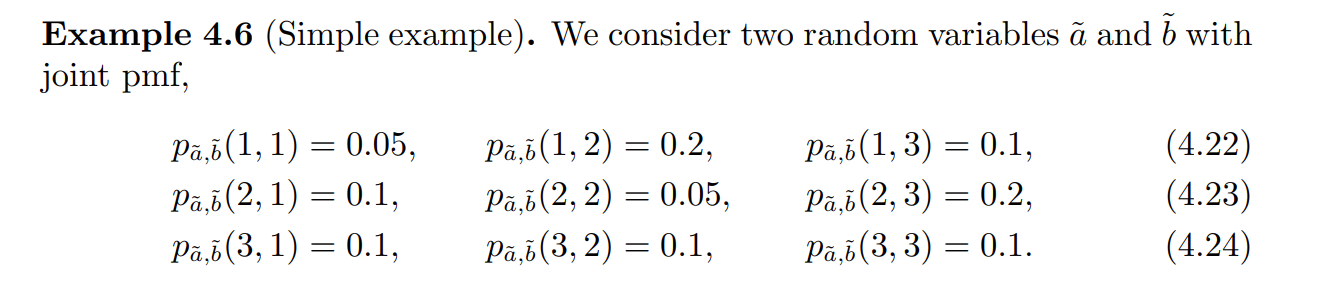 Example 4.6 (Simple example). We consider two random variables ã and b̃ with
joint pmf,
p_{ã,b̃}(1, 1) = 0.05, p_{ã,b̃}(1, 2) = 0.2, p_{ã,b̃}(1, 3) = 0.1, (4.22)
p_{ã,b̃}(2, 1) = 0.1, p_{ã,b̃}(2, 2) = 0.05, p_{ã,b̃}(2, 3) = 0.2, (4.23)
p_{ã,b̃}(3, 1) = 0.1, p_{ã,b̃}(3, 2) = 0.1, p_{ã,b̃}(3, 3) = 0.1. (4.24)